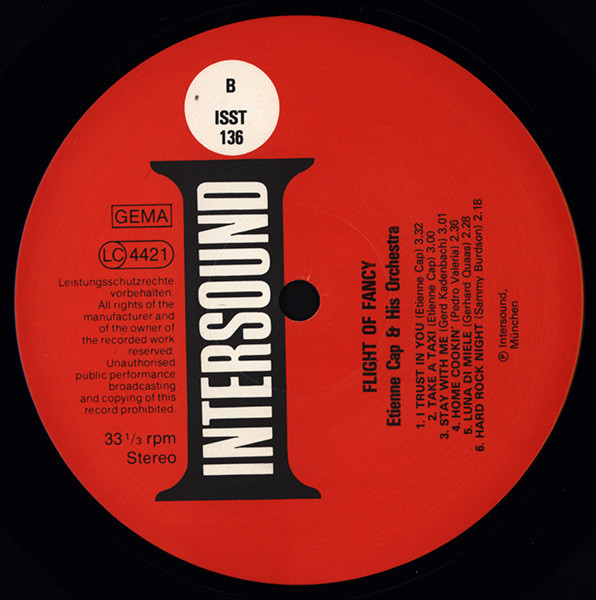 B
ISST
136
INTERSOUND
GEMA
LC 4421
Leistungsschutzrechte
vorbehalten.
All rights of the
manufacturer and
of the owner of
the recorded work
reserved.
Unauthorised
public performance
broadcasting
and copying of this
record prohibited.
33 1/3 rpm
Stereo
FLIGHT OF FANCY
Etienne Cap & His Orchestra
1. I TRUST IN YOU (Etienne Cap) 3.32
2. TAKE A TAXI (Etienne Cap) 3.00
3. STAY WITH ME (Gerd Kadenbach) 3.01
4. HOME COOKIN' (Pedro Valeria) 2.36
5. LUNA DI MIELE (Gerhard Quaas) 2.28
6. HARD ROCK NIGHT (Sammy Burdson) 2.18
℗ Intersound,
München